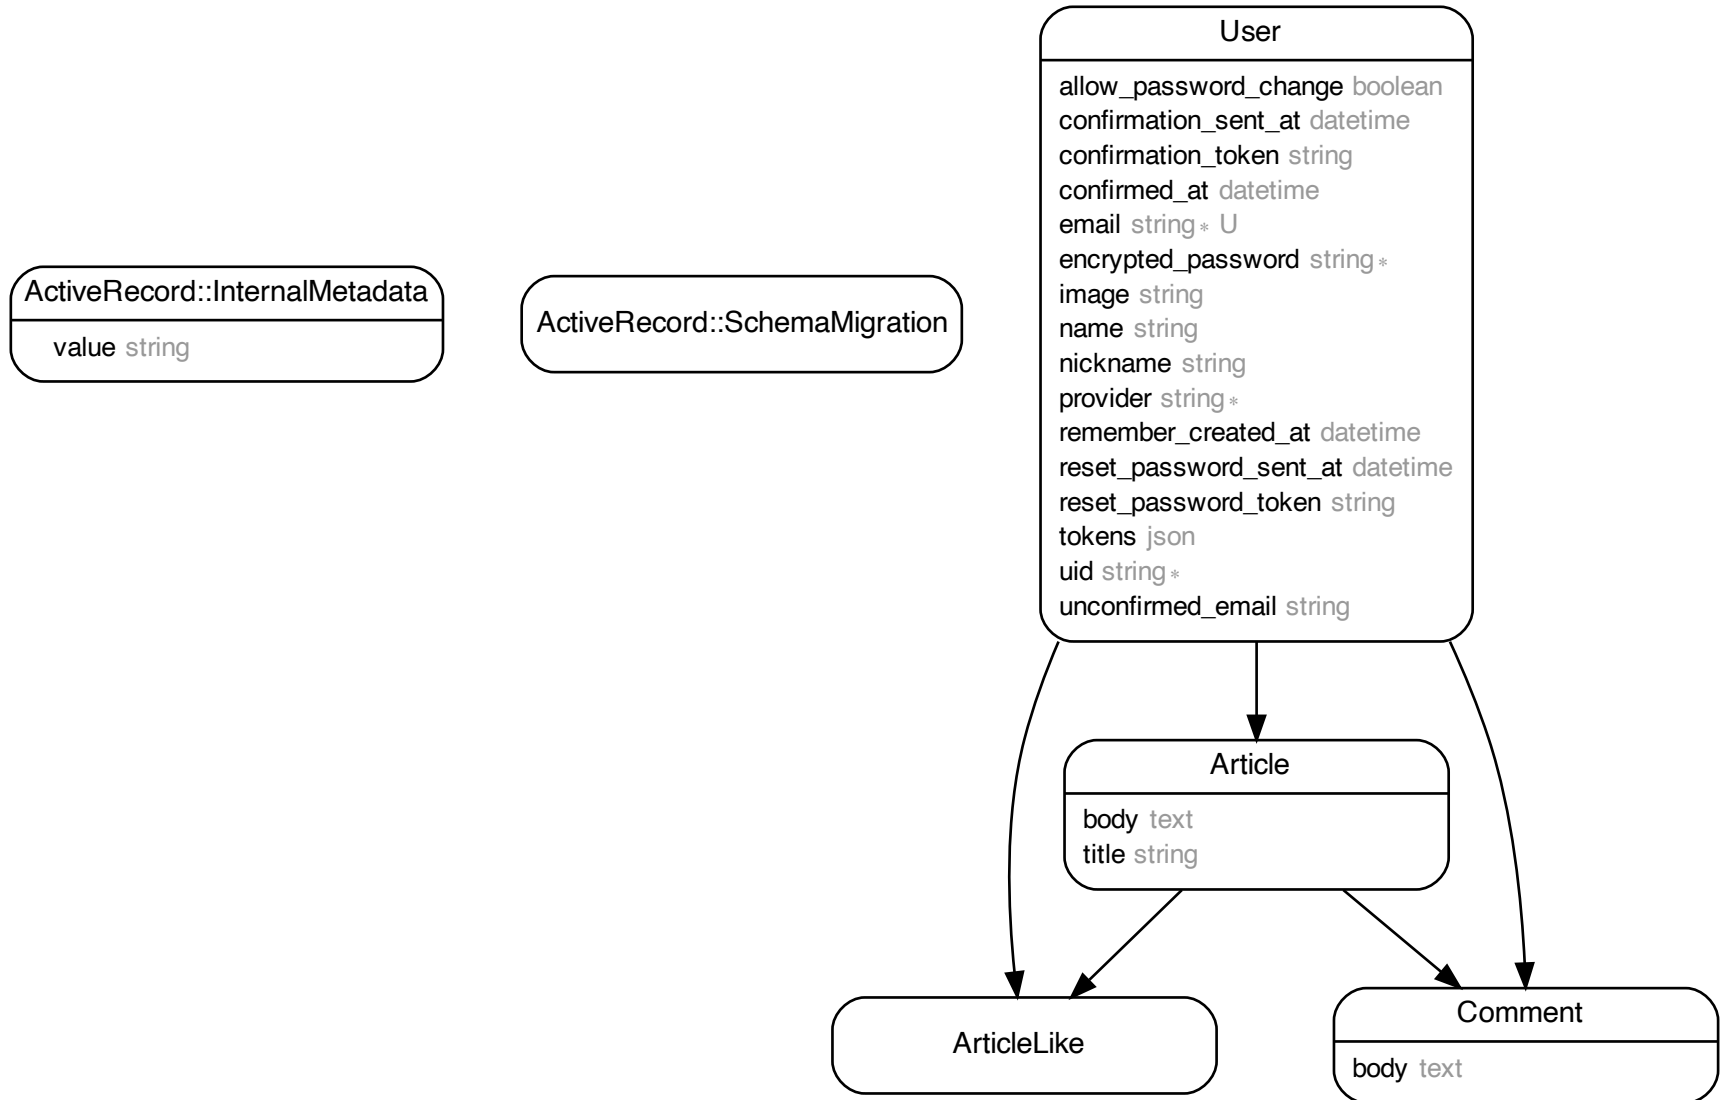 User
allow_password_change boolean
confirmation_sent_at datetime
confirmation_token string
confirmed_at datetime
email string* U
encrypted_password string*
image string
name string
nickname string
provider string*
remember_created_at datetime
reset_password_sent_at datetime
reset_password_token string
tokens json
uid string*
unconfirmed_email string
ActiveRecord::InternalMetadata
value string
ActiveRecord::SchemaMigration
Article
body text
title string
ArticleLike
Comment
body text